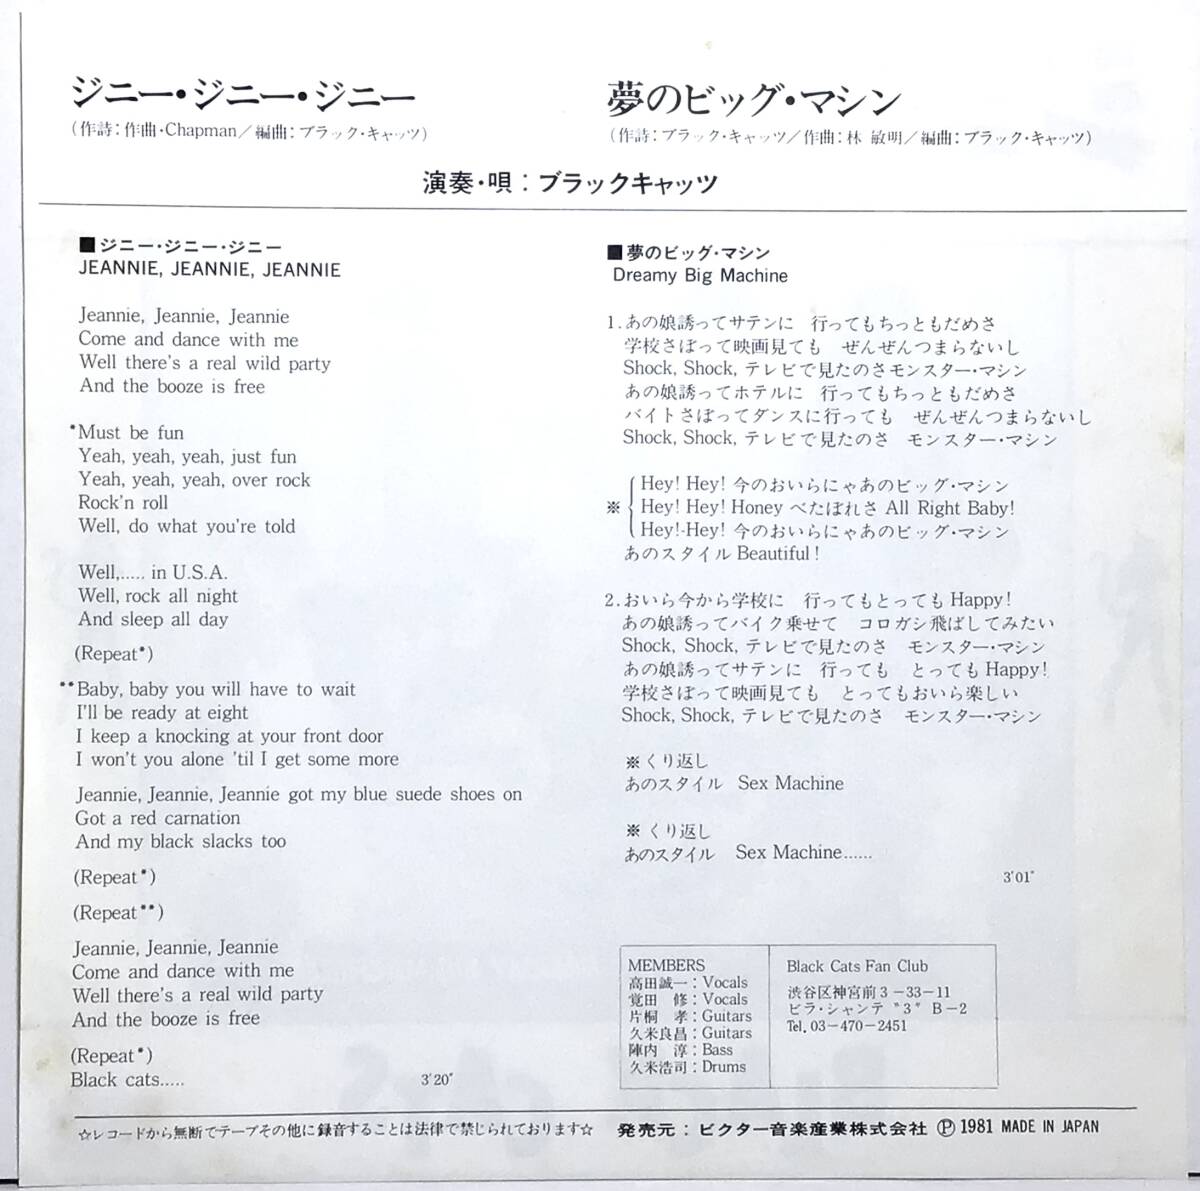 ジニー・ジニー・ジニー
(作詩:作曲・Chapman/編曲:ブラック・キャッツ)
夢のビッグ・マシン
(作詩:ブラック・キャッツ/作曲:林 敏明/編曲:ブラック・キャッツ)
演奏・唄:ブラックキャッツ
■ジニー・ジニー・ジニー
JEANNIE, JEANNIE, JEANNIE
Jeannie, Jeannie, Jeannie
Come and dance with me
Well there's a real wild party
And the booze is free
*Must be fun
Yeah, yeah, yeah, just fun
Yeah, yeah, yeah, over rock
Rock'n roll
Well, do what you're told
Well,..... in U.S.A.
Well, rock all night
And sleep all day
(Repeat*)
**Baby, baby you will have to wait
I'll be ready at eight
I keep a knocking at your front door
I won't you alone 'til I get some more
Jeannie, Jeannie, Jeannie got my blue suede shoes on
Got a red carnation
And my black slacks too
(Repeat*)
(Repeat**)
Jeannie, Jeannie, Jeannie
Come and dance with me
Well there's a real wild party
And the booze is free
(Repeat*)
Black cats.....
3'20"
■夢のビッグ・マシン
Dreamy Big Machine
1.あの娘誘ってサテンに 行ってもちっともだめさ
学校さぼって映画見ても ぜんぜんつまらないし
Shock, Shock, テレビで見たのさモンスター・マシン
あの娘誘ってホテルに 行ってもちっともだめさ
バイトさぼってダンスに行っても ぜんぜんつまらないし
Shock, Shock, テレビで見たのさ モンスター・マシン
Hey! Hey! 今のおいらにゃあのビッグ・マシン
※ Hey! Hey! Honey べたぼれさ All Right Baby!
Hey!-Hey! 今のおいらにゃあのビッグ・マシン
あのスタイル Beautiful!
2.おいら今から学校に 行ってもとってもHappy!
あの娘誘ってバイク乗せて コロガシ飛ばしてみたい
Shock, Shock, テレビで見たのさ モンスター・マシン
あの娘誘ってサテンに 行っても とってもHappy!
学校さぼって映画見ても とってもおいら楽しい
Shock, Shock, テレビで見たのさ モンスター・マシン
※くり返し
あのスタイル Sex Machine
※くり返し
あのスタイル Sex Machine......
3'01"
MEMBERS
高田誠一:Vocals
覚田 修:Vocals
片桐 孝:Guitars
久米良昌:Guitars
陣内 淳:Bass
久米浩司:Drums
Black Cats Fan Club
渋谷区神宮前3-33-11
ビラ・シャンテ"3" B-2
Tel. 03-470-2451
☆レコードから無断でテープその他に録音することは法律で禁じられております☆ 発売元:ビクター音楽産業株式会社 Ⓟ 1981 MADE IN JAPAN